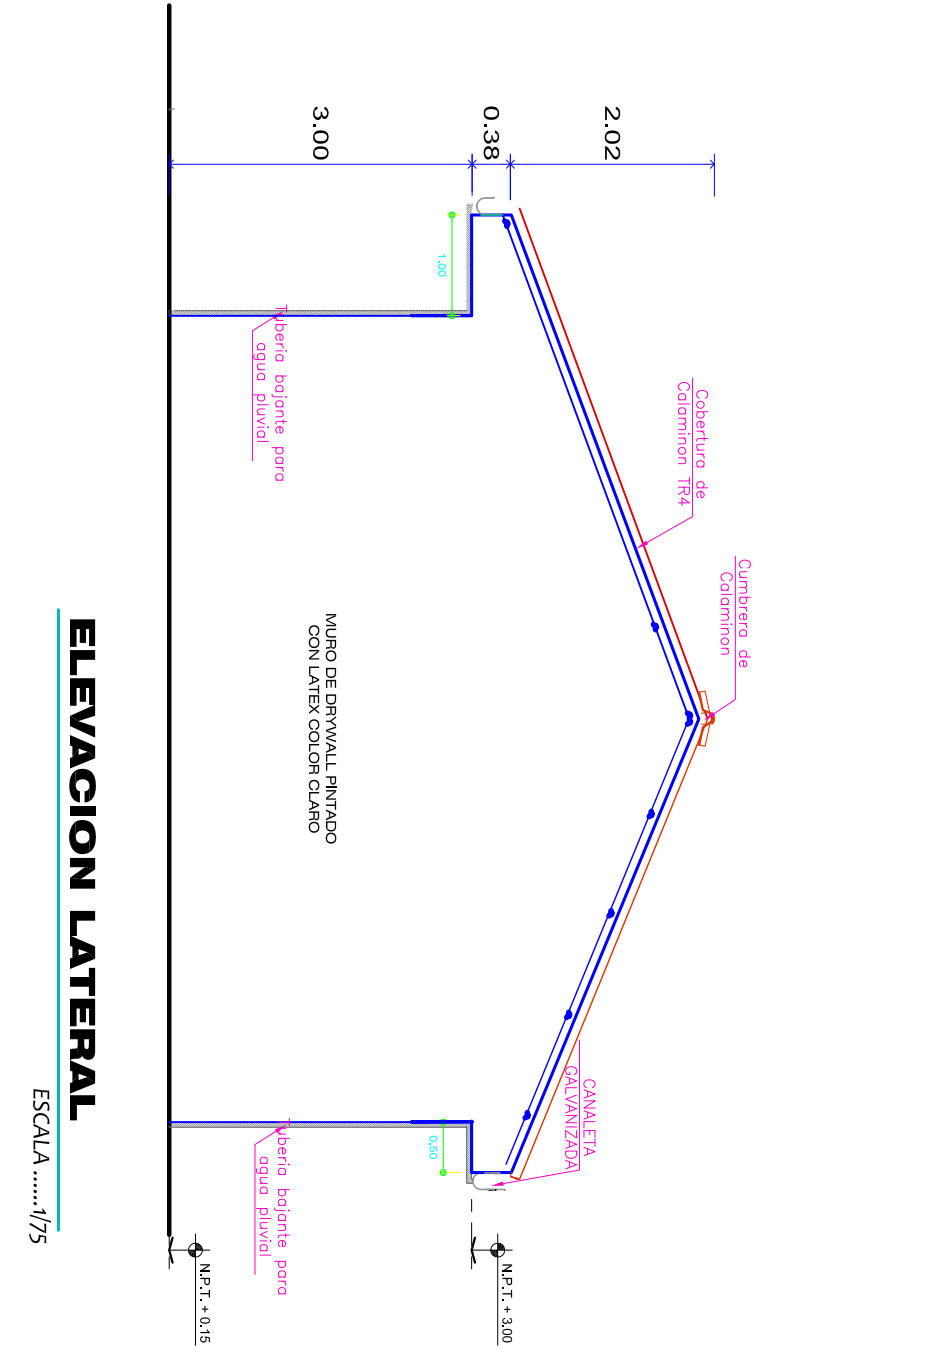 Cumbrera de
Calaminon
Cobertura de
Calaminon TR4
2.02
0.38
3.00
1.00
CANALETA
GALVANIZADA
0.50
Tuberia bajante para
agua pluvial
MURO DE DRYWALL PINTADO
CON LATEX COLOR CLARO
Tuberia bajante para
agua pluvial
N.P.T. + 3.00
N.P.T. + 0.15
ELEVACION LATERAL
ESCALA ......1/75